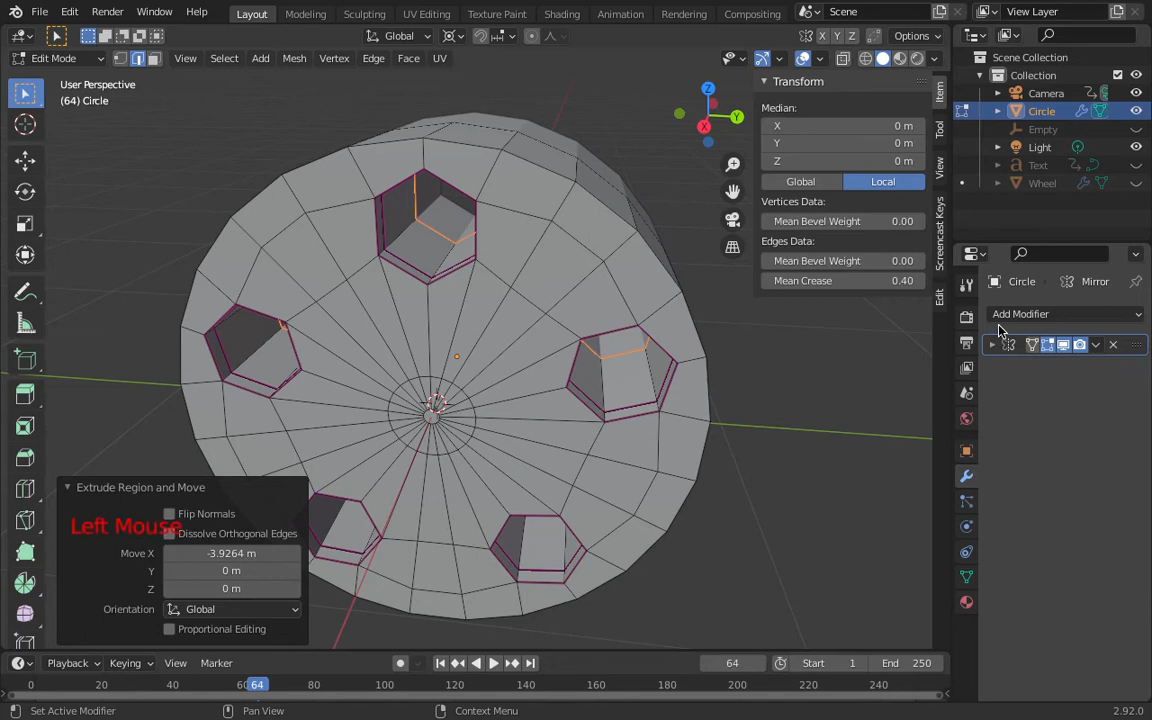 File Edit Render Window Help
Layout Modeling Sculpting UV Editing Texture Paint Shading Animation Rendering Compositing
Scene
View Layer
Global
X Y Z
Options
Edit Mode View Select Add Mesh Vertex Edge Face UV
User Perspective
(64) Circle
Z
Y
X
Transform
Median:
X 0 m
Y 0 m
Z 0 m
Global Local
Vertices Data:
Mean Bevel Weight 0.00
Edges Data:
Mean Bevel Weight 0.00
Mean Crease 0.40
Item
Tool
View
Screencast Keys
Edit
Scene Collection
Collection
Camera
Circle
Empty
Light
Text
Wheel
Circle Mirror
Add Modifier
Extrude Region and Move
Flip Normals
Left Mouse
Dissolve Orthogonal Edges
Move X -3.9264 m
Y 0 m
Z 0 m
Orientation Global
Proportional Editing
Playback Keying View Marker
64
Start 1
End 250
0 20 40 60 64 80 100 120 140 160 180 200 220 240
Set Active Modifier Pan View Context Menu 2.92.0